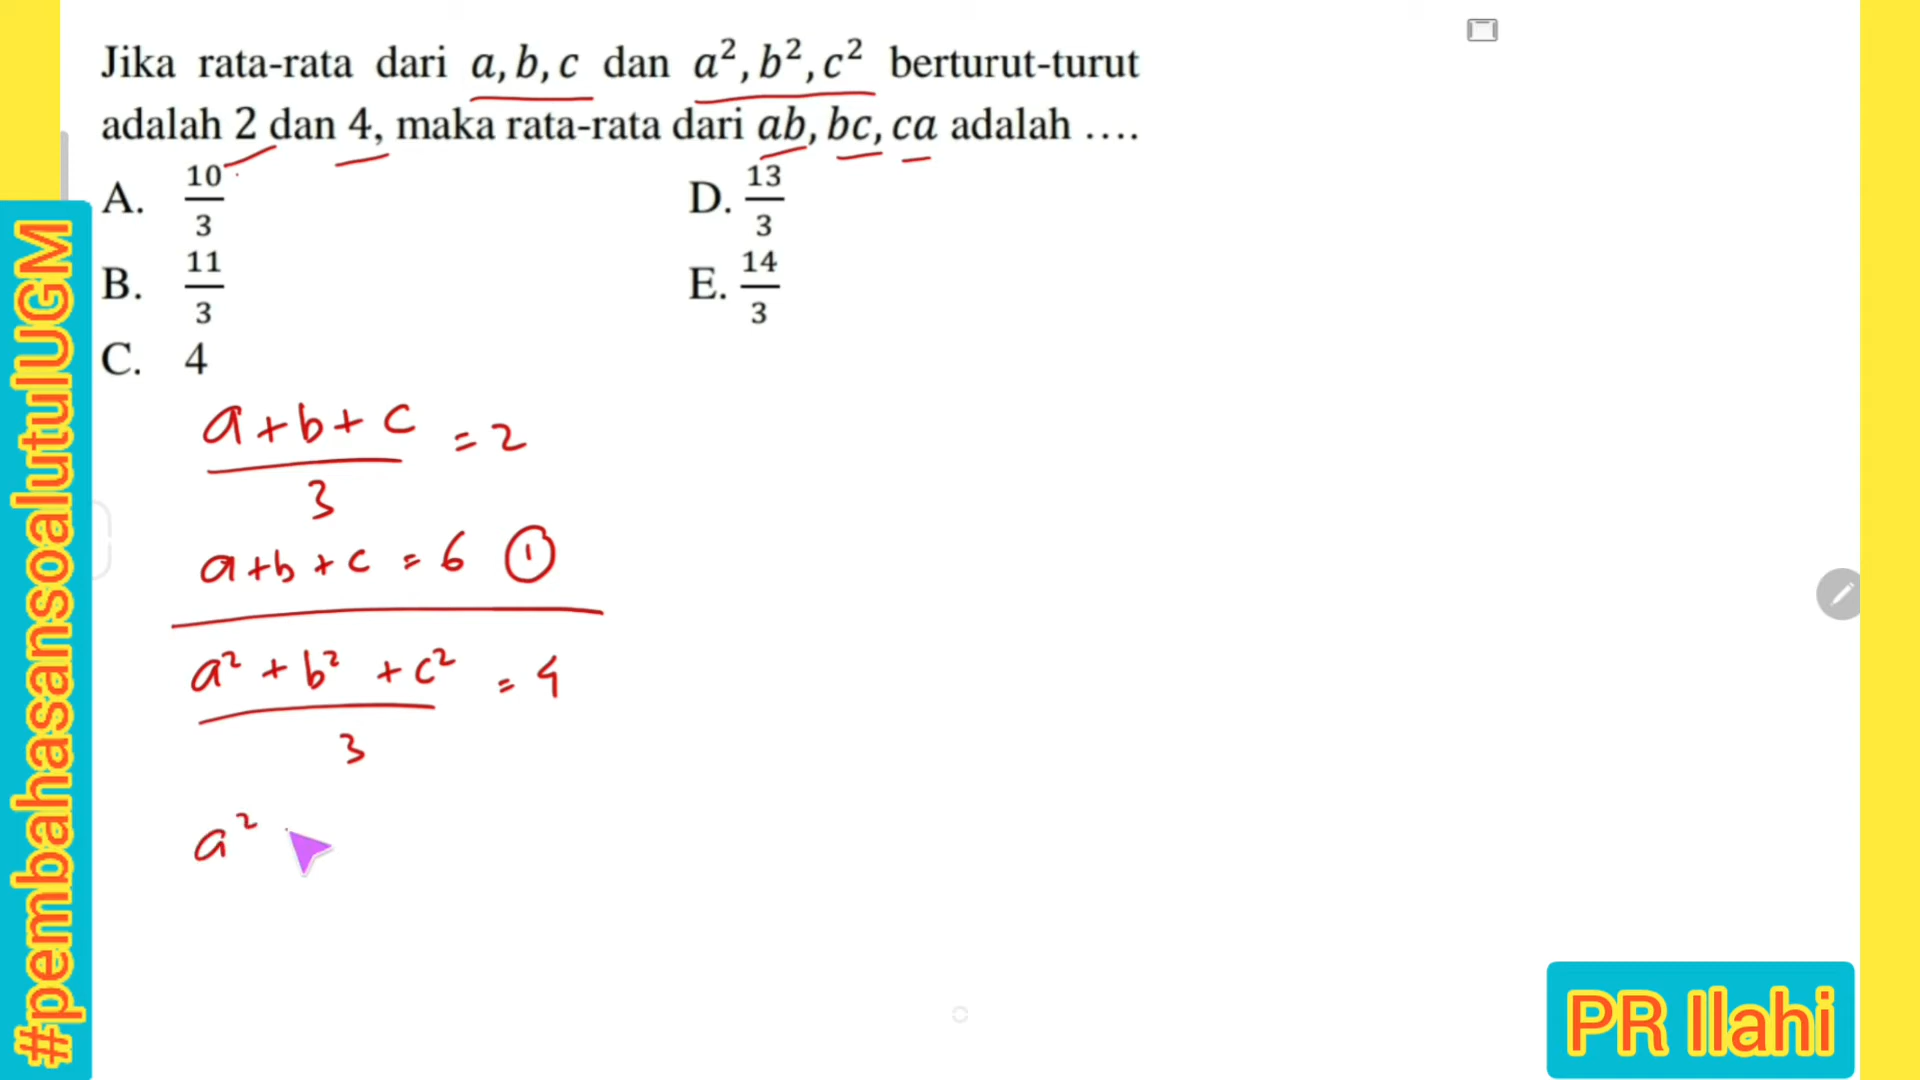 Jika rata-rata dari a, b, c dan a², b², c² berturut-turut
adalah 2 dan 4, maka rata-rata dari ab, bc, ca adalah ....
A. 10/3
B. 11/3
C. 4
D. 13/3
E. 14/3
a+b+c
= 2
3
a+b+c = 6 ①
a² + b² + c²
= 4
3
a²
#pembahasansoalutulUGM
PR Ilahi